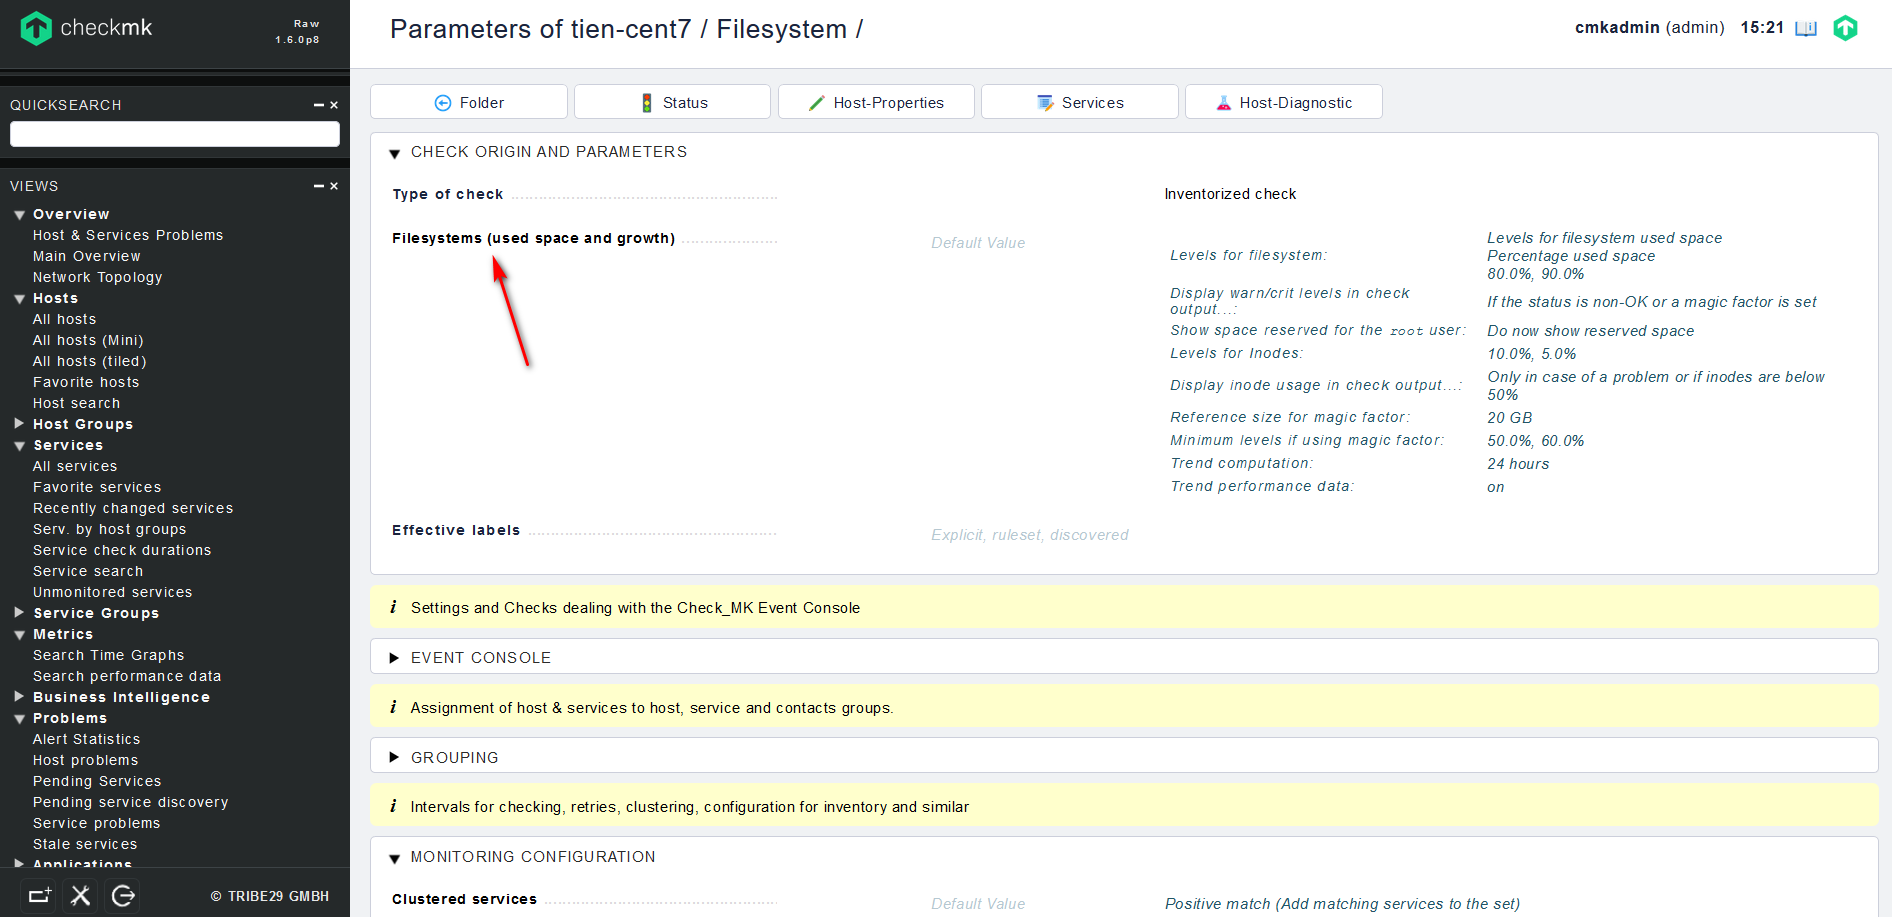 checkmk
Raw
1.6.0p8
Parameters of tien-cent7 / Filesystem /
cmkadmin (admin) 15:21
QUICKSEARCH
VIEWS
Overview
Host & Services Problems
Main Overview
Network Topology
Hosts
All hosts
All hosts (Mini)
All hosts (tiled)
Favorite hosts
Host search
Host Groups
Services
All services
Favorite services
Recently changed services
Serv. by host groups
Service check durations
Service search
Unmonitored services
Service Groups
Metrics
Search Time Graphs
Search performance data
Business Intelligence
Problems
Alert Statistics
Host problems
Pending Services
Pending service discovery
Service problems
Stale services
Applications
© TRIBE29 GMBH
Folder
Status
Host-Properties
Services
Host-Diagnostic
CHECK ORIGIN AND PARAMETERS
Type of check
Inventorized check
Filesystems (used space and growth)
Default Value
Levels for filesystem:
Levels for filesystem used space
Percentage used space
80.0%, 90.0%
Display warn/crit levels in check
output...:
If the status is non-OK or a magic factor is set
Show space reserved for the root user:
Do now show reserved space
Levels for Inodes:
10.0%, 5.0%
Display inode usage in check output...:
Only in case of a problem or if inodes are below
50%
Reference size for magic factor:
20 GB
Minimum levels if using magic factor:
50.0%, 60.0%
Trend computation:
24 hours
Trend performance data:
on
Effective labels
Explicit, ruleset, discovered
i Settings and Checks dealing with the Check_MK Event Console
EVENT CONSOLE
i Assignment of host & services to host, service and contacts groups.
GROUPING
i Intervals for checking, retries, clustering, configuration for inventory and similar
MONITORING CONFIGURATION
Clustered services
Default Value
Positive match (Add matching services to the set)